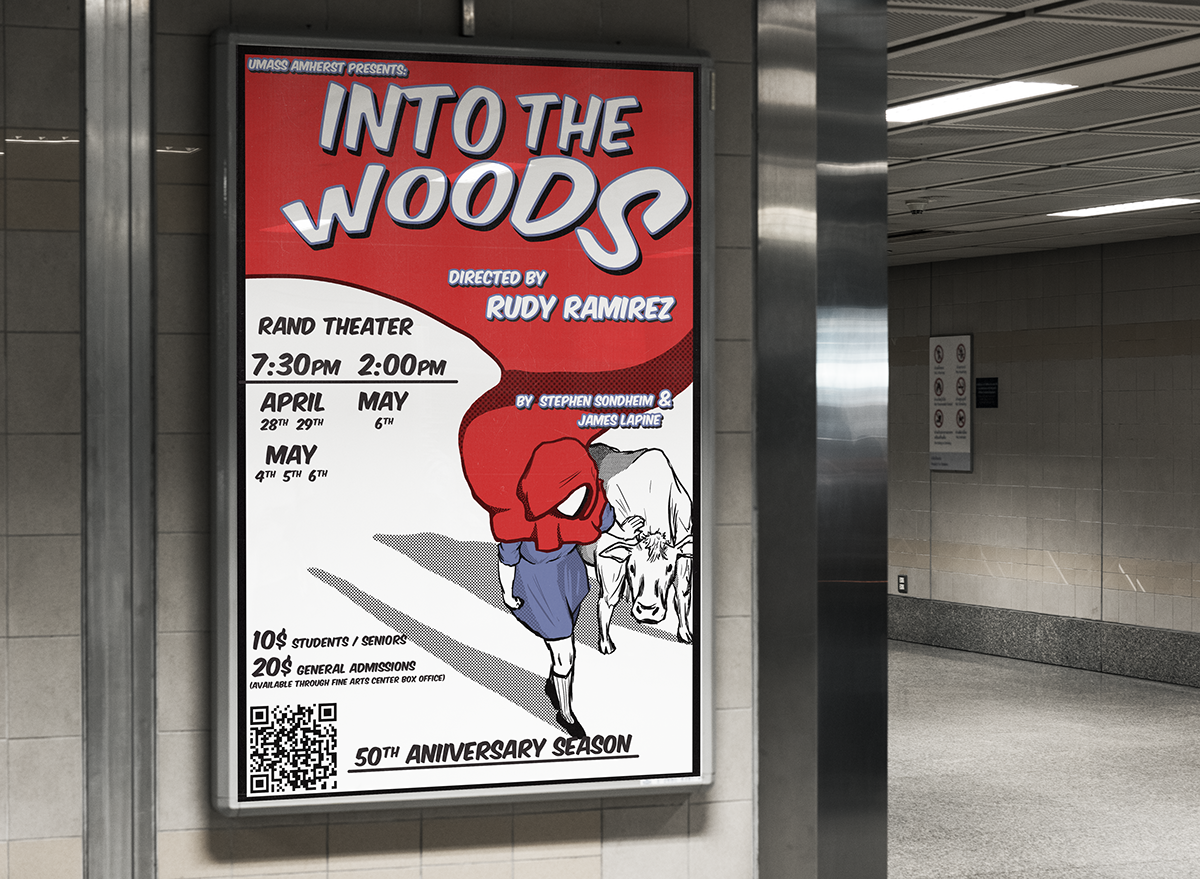 UMASS AMHERST PRESENTS:
INTO THE
WOODS
DIRECTED BY
RUDY RAMIREZ
RAND THEATER
7:30PM 2:00PM
APRIL MAY
28TH 29TH 6TH
MAY
4TH 5TH 6TH
BY STEPHEN SONDHEIM &
JAMES LAPINE
10$ STUDENTS / SENIORS
20$ GENERAL ADMISSIONS
(AVAILABLE THROUGH FINE ARTS CENTER BOX OFFICE)
50TH ANIIVERSARY SEASON